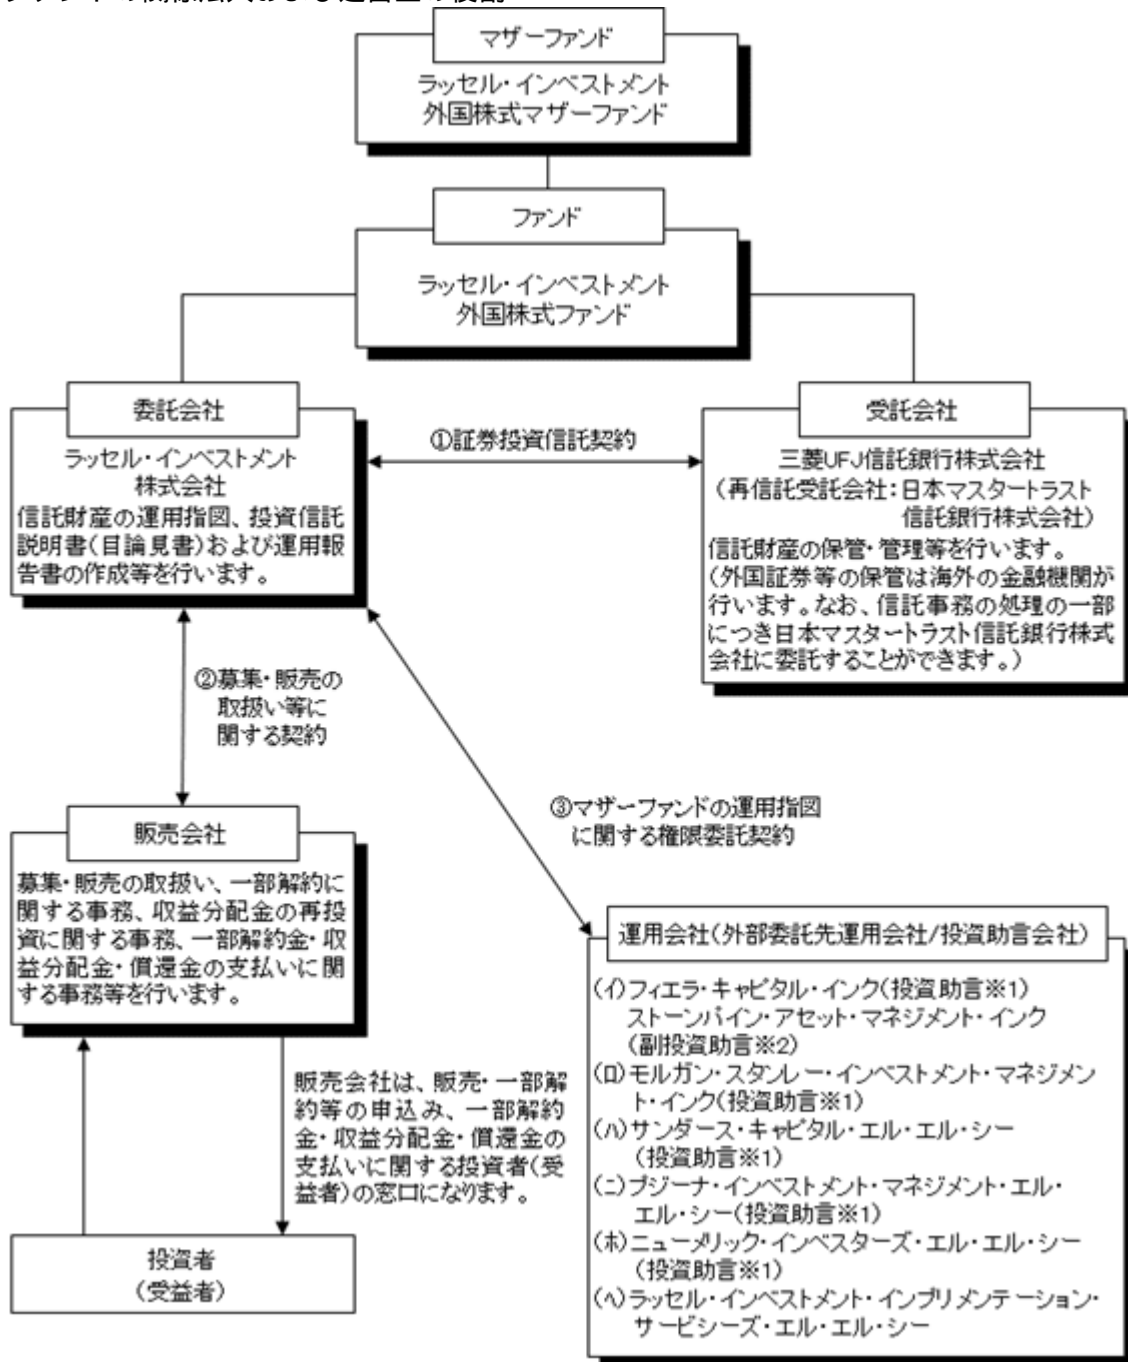 マザーファンド
ラッセル・インベストメント
外国株式マザーファンド
ファンド
ラッセル・インベストメント
外国株式ファンド
委託会社
ラッセル・インベストメント
株式会社
信託財産の運用指図、投資信託
説明書(目論見書)および運用報
告書の作成等を行います。
①証券投資信託契約
受託会社
三菱UFJ信託銀行株式会社
(再信託受託会社:日本マスタートラスト
信託銀行株式会社)
信託財産の保管・管理等を行います。
(外国証券等の保管は海外の金融機関が
行います。なお、信託事務の処理の一部
につき日本マスタートラスト信託銀行株式
会社に委託することができます。)
②募集・販売の
取扱い等に
関する契約
③マザーファンドの運用指図
に関する権限委託契約
販売会社
募集・販売の取扱い、一部解約に
関する事務、収益分配金の再投
資に関する事務、一部解約金・収
益分配金・償還金の支払いに関
する事務等を行います。
販売会社は、販売・一部解
約等の申込み、一部解約
金・収益分配金・償還金の
支払いに関する投資者(受
益者)の窓口になります。
投資者
(受益者)
運用会社(外部委託先運用会社/投資助言会社)
(イ)フィエラ・キャピタル・インク(投資助言※1)
ストーンパイン・アセット・マネジメント・インク
(副投資助言※2)
(ロ)モルガン・スタンレー・インベストメント・マネジメン
ト・インク(投資助言※1)
(ハ)サンダース・キャピタル・エル・エル・シー
(投資助言※1)
(ニ)プジーナ・インベストメント・マネジメント・エル・
エル・シー(投資助言※1)
(ホ)ニューメリック・インベスターズ・エル・エル・シー
(投資助言※1)
(ヘ)ラッセル・インベストメント・インプリメンテーション・
サービシーズ・エル・エル・シー